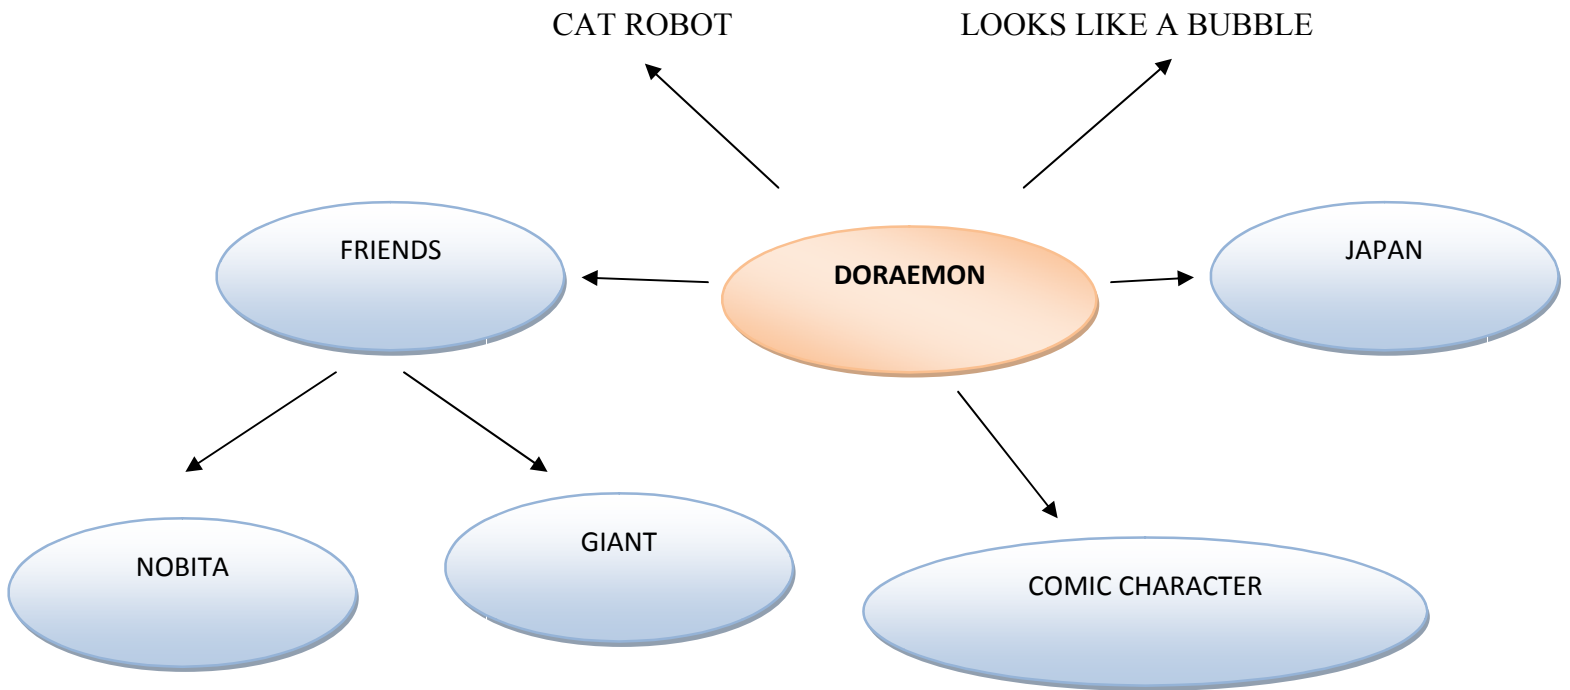 CAT ROBOT
LOOKS LIKE A BUBBLE
FRIENDS
DORAEMON
JAPAN
NOBITA
GIANT
COMIC CHARACTER